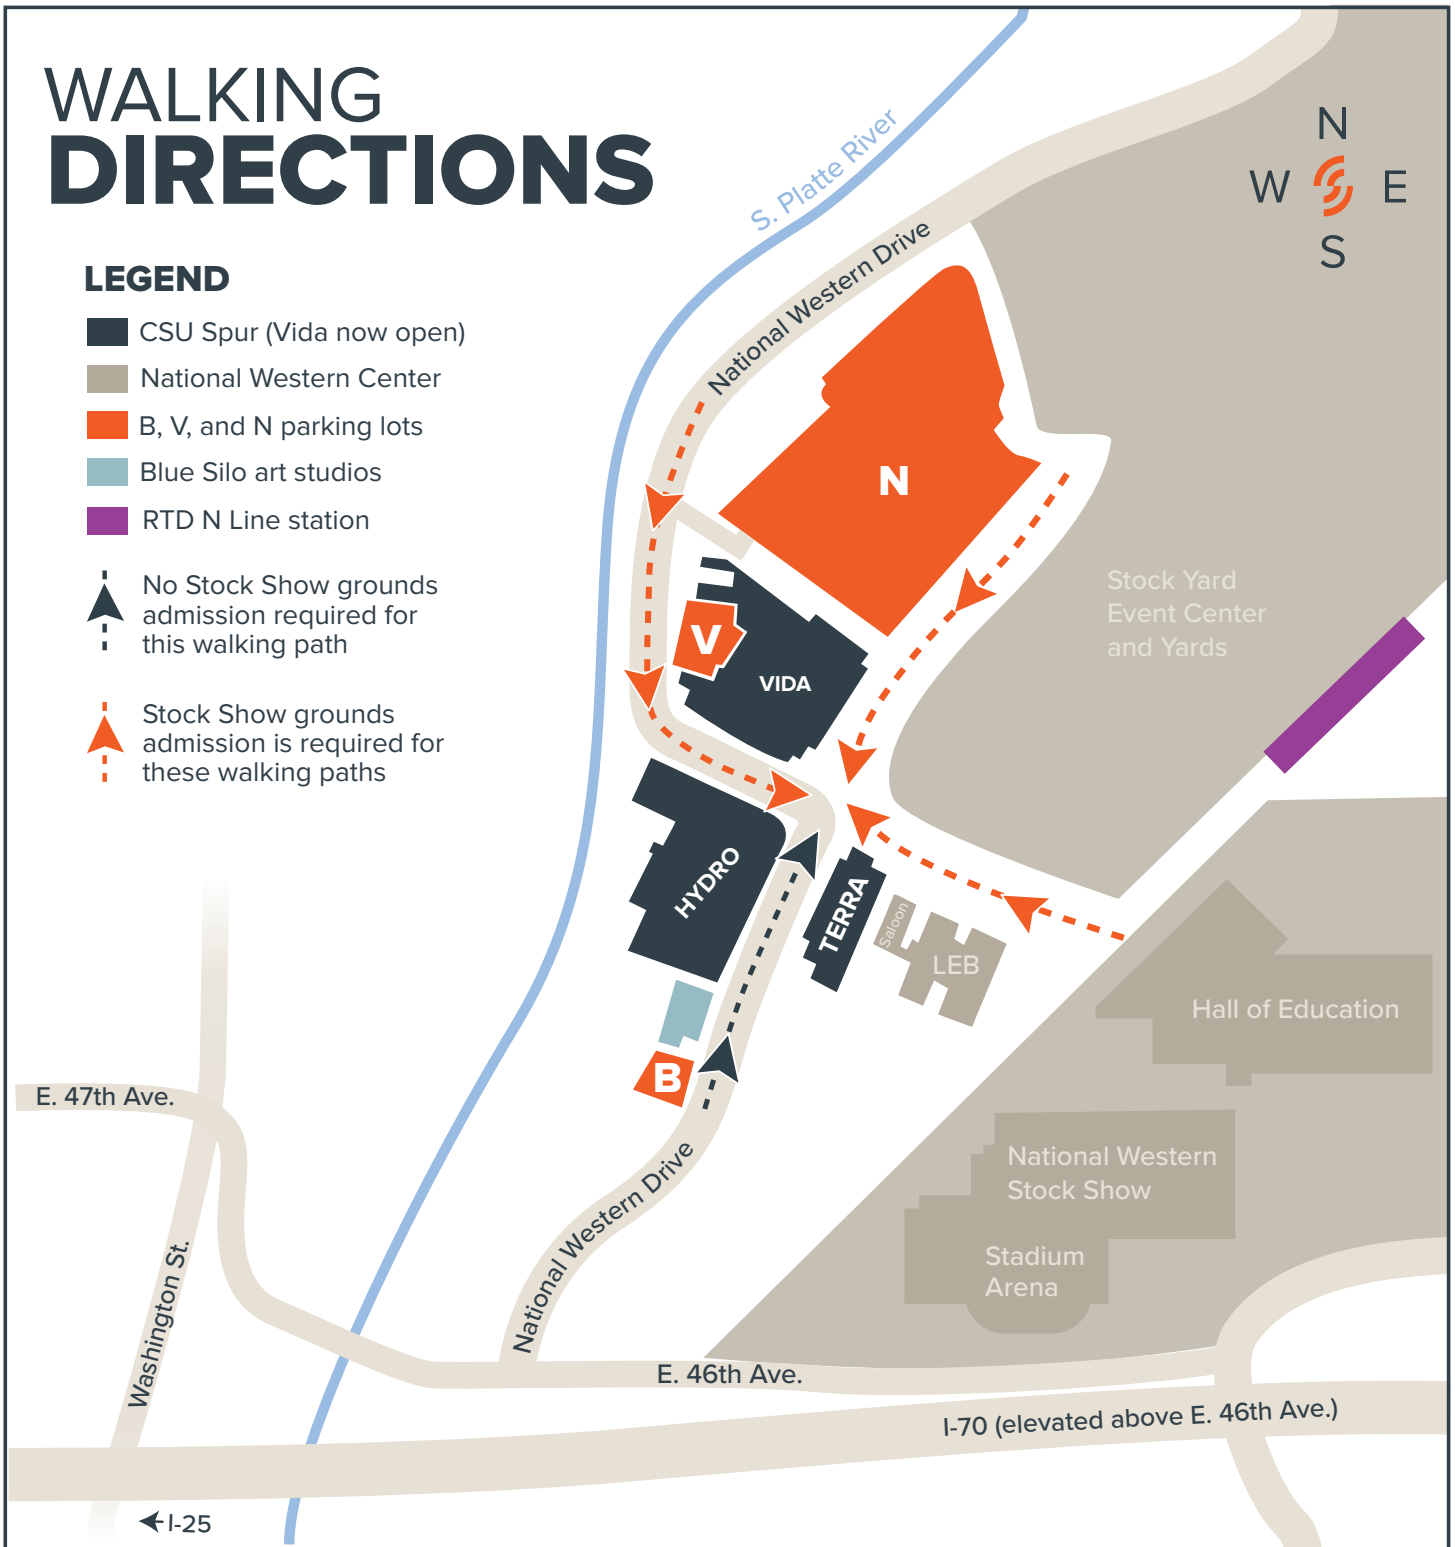 WALKING
DIRECTIONS
LEGEND
CSU Spur (Vida now open)
National Western Center
B, V, and N parking lots
Blue Silo art studios
RTD N Line station
No Stock Show grounds
admission required for
this walking path
Stock Show grounds
admission is required for
these walking paths
N
W
E
S
S. Platte River
National Western Drive
N
V
VIDA
Stock Yard
Event Center
and Yards
HYDRO
TERRA
Saloon
LEB
Hall of Education
B
E. 47th Ave.
National Western
Stock Show
Stadium
Arena
National Western Drive
Washington St.
E. 46th Ave.
I-70 (elevated above E. 46th Ave.)
I-25